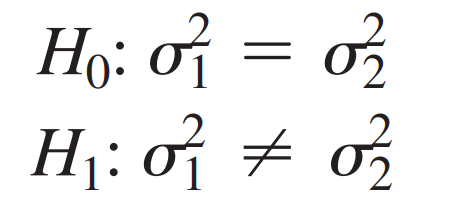 H₀: σ₁² = σ₂²
H₁: σ₁² ≠ σ₂²